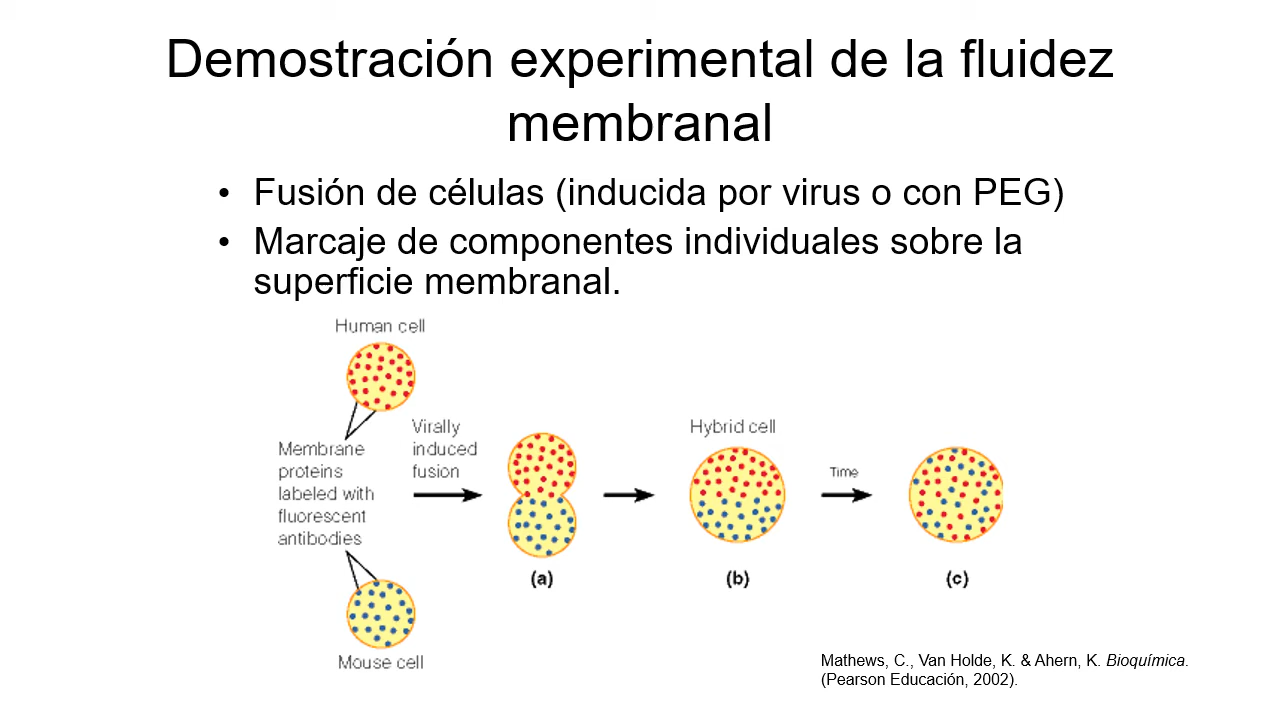 Demostración experimental de la fluidez
membranal
• Fusión de células (inducida por virus o con PEG)
• Marcaje de componentes individuales sobre la
superficie membranal.
Human cell
Membrane
proteins
labeled with
fluorescent
antibodies
Mouse cell
Virally
induced
fusion
(a)
Hybrid cell
(b)
Time
(c)
Mathews, C., Van Holde, K. & Ahern, K. Bioquímica.
(Pearson Educación, 2002).